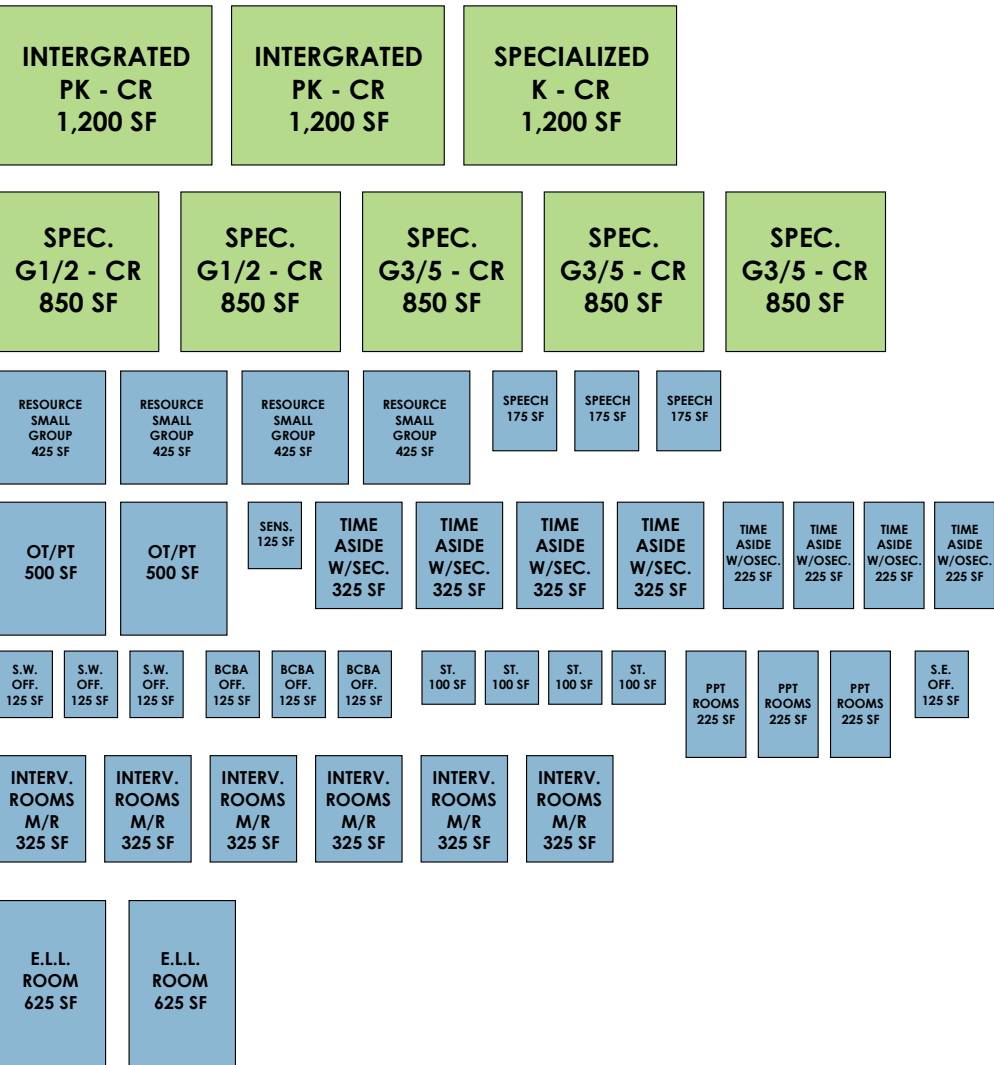 INTERGRATED
PK - CR
1,200 SF
INTERGRATED
PK - CR
1,200 SF
SPECIALIZED
K - CR
1,200 SF
SPEC.
G1/2 - CR
850 SF
SPEC.
G1/2 - CR
850 SF
SPEC.
G3/5 - CR
850 SF
SPEC.
G3/5 - CR
850 SF
SPEC.
G3/5 - CR
850 SF
RESOURCE
SMALL
GROUP
425 SF
RESOURCE
SMALL
GROUP
425 SF
RESOURCE
SMALL
GROUP
425 SF
RESOURCE
SMALL
GROUP
425 SF
SPEECH
175 SF
SPEECH
175 SF
SPEECH
175 SF
OT/PT
500 SF
OT/PT
500 SF
SENS.
125 SF
TIME
ASIDE
W/SEC.
325 SF
TIME
ASIDE
W/SEC.
325 SF
TIME
ASIDE
W/SEC.
325 SF
TIME
ASIDE
W/SEC.
325 SF
TIME
ASIDE
W/OSEC.
225 SF
TIME
ASIDE
W/OSEC.
225 SF
TIME
ASIDE
W/OSEC.
225 SF
TIME
ASIDE
W/OSEC.
225 SF
S.W.
OFF.
125 SF
S.W.
OFF.
125 SF
S.W.
OFF.
125 SF
BCBA
OFF.
125 SF
BCBA
OFF.
125 SF
BCBA
OFF.
125 SF
ST.
100 SF
ST.
100 SF
ST.
100 SF
ST.
100 SF
PPT
ROOMS
225 SF
PPT
ROOMS
225 SF
PPT
ROOMS
225 SF
S.E.
OFF.
125 SF
INTERV.
ROOMS
M/R
325 SF
INTERV.
ROOMS
M/R
325 SF
INTERV.
ROOMS
M/R
325 SF
INTERV.
ROOMS
M/R
325 SF
INTERV.
ROOMS
M/R
325 SF
INTERV.
ROOMS
M/R
325 SF
E.L.L.
ROOM
625 SF
E.L.L.
ROOM
625 SF